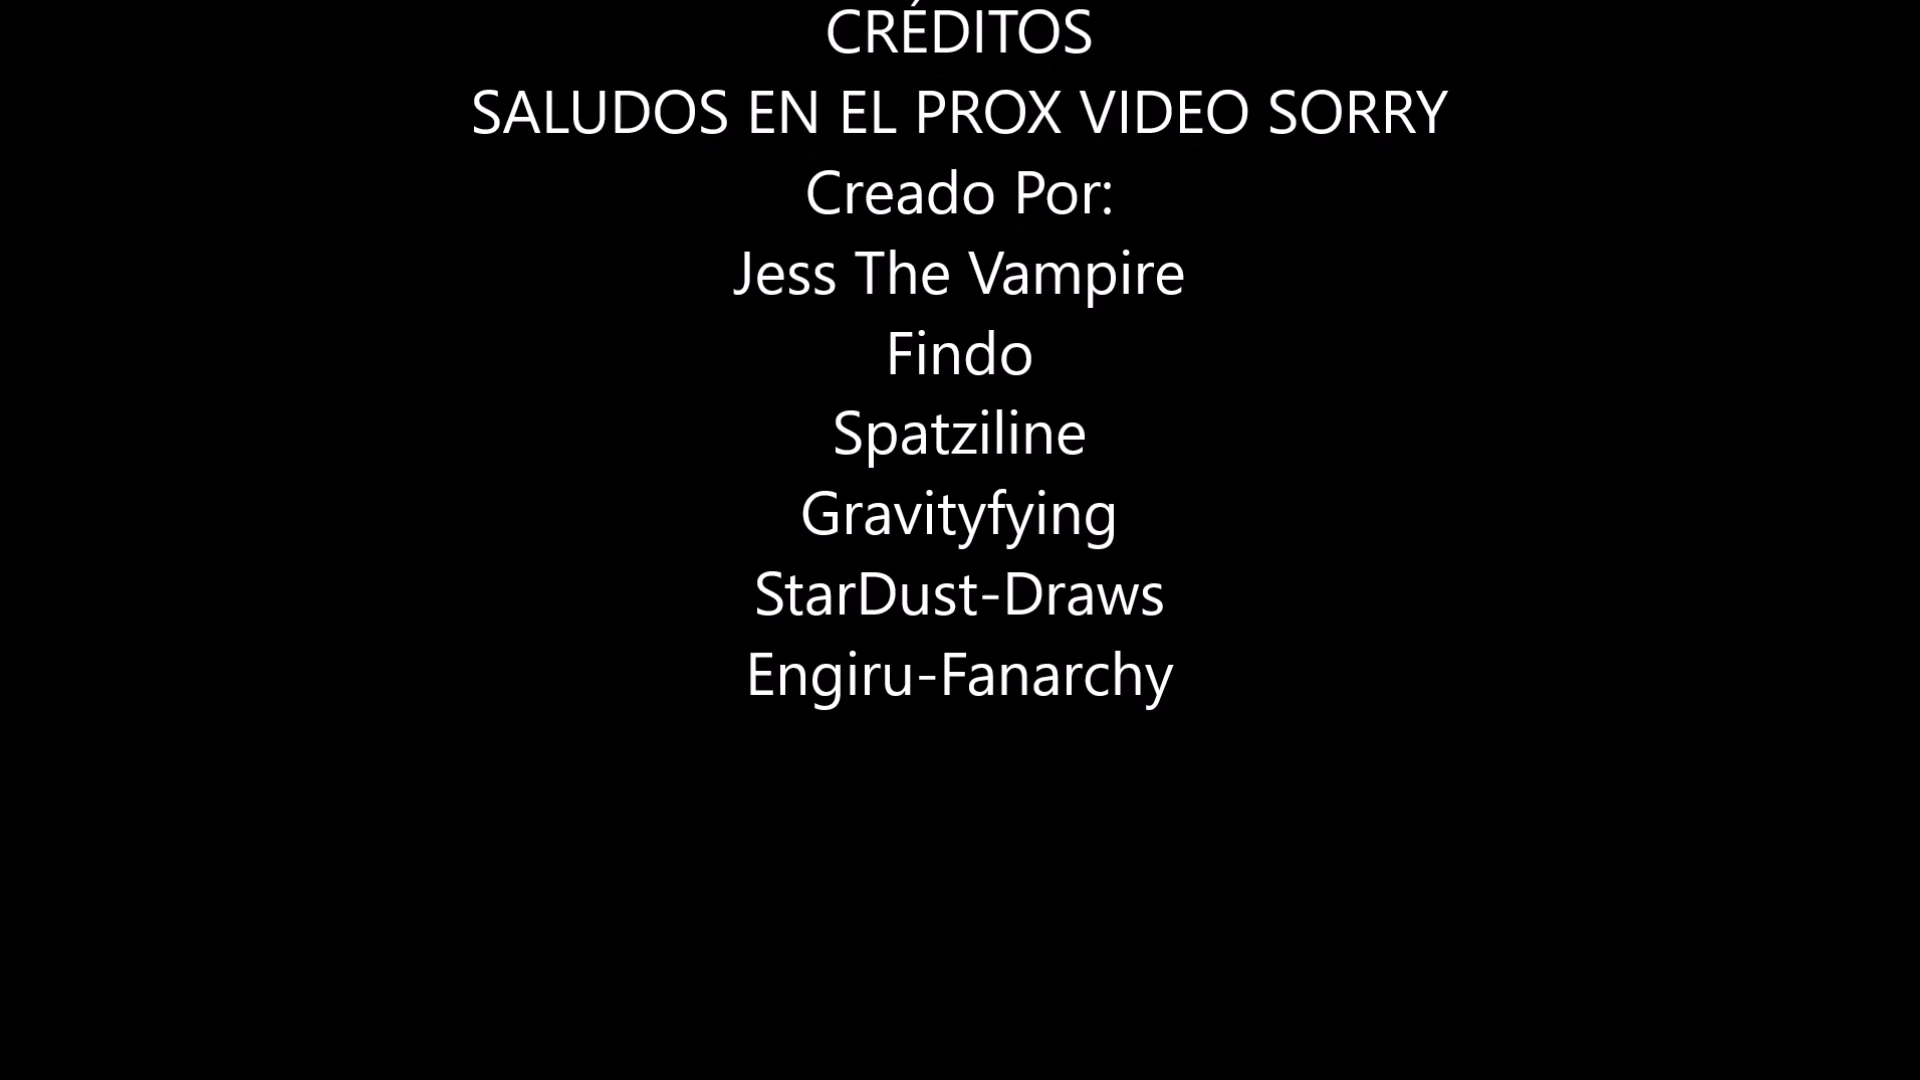 CRÉDITOS
SALUDOS EN EL PROX VIDEO SORRY
Creado Por:
Jess The Vampire
Findo
Spatziline
Gravityfying
StarDust-Draws
Engiru-Fanarchy